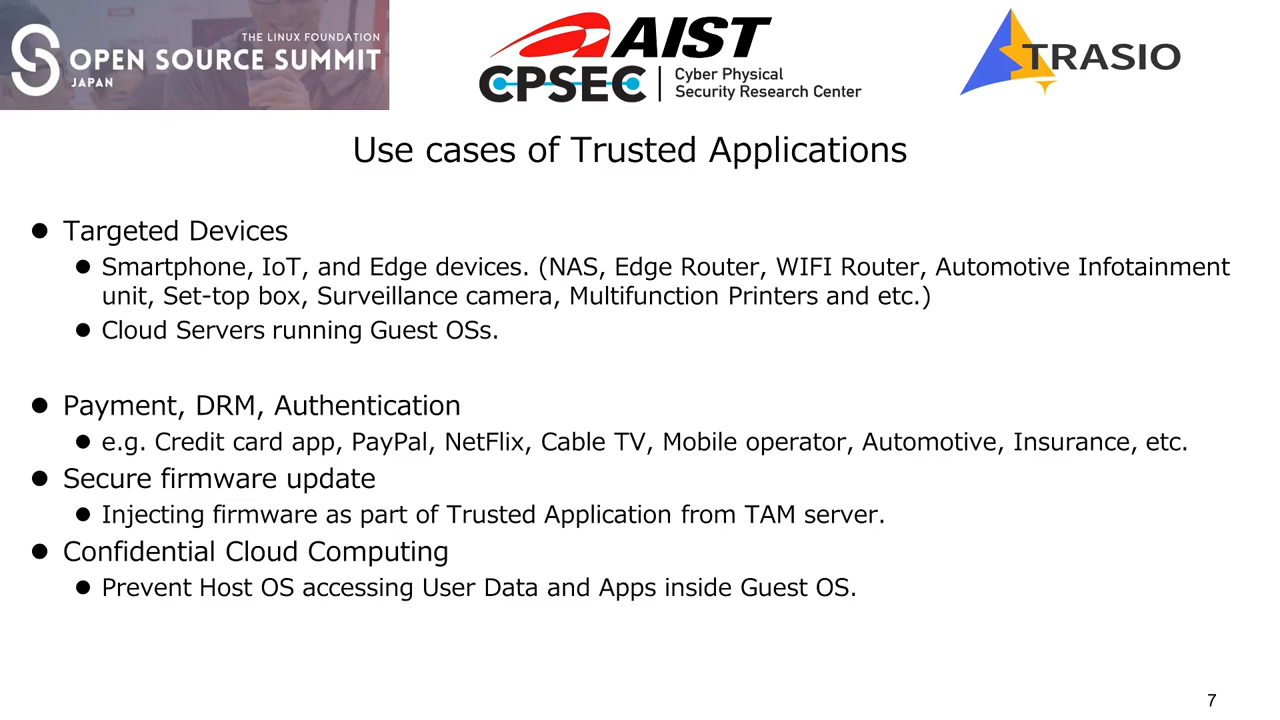 THE LINUX FOUNDATION
OPEN SOURCE SUMMIT
JAPAN
AIST
CPSEC
Cyber Physical
Security Research Center
TRASIO
Use cases of Trusted Applications
● Targeted Devices
● Smartphone, IoT, and Edge devices. (NAS, Edge Router, WIFI Router, Automotive Infotainment
unit, Set-top box, Surveillance camera, Multifunction Printers and etc.)
● Cloud Servers running Guest OSs.
● Payment, DRM, Authentication
● e.g. Credit card app, PayPal, NetFlix, Cable TV, Mobile operator, Automotive, Insurance, etc.
● Secure firmware update
● Injecting firmware as part of Trusted Application from TAM server.
● Confidential Cloud Computing
● Prevent Host OS accessing User Data and Apps inside Guest OS.
7